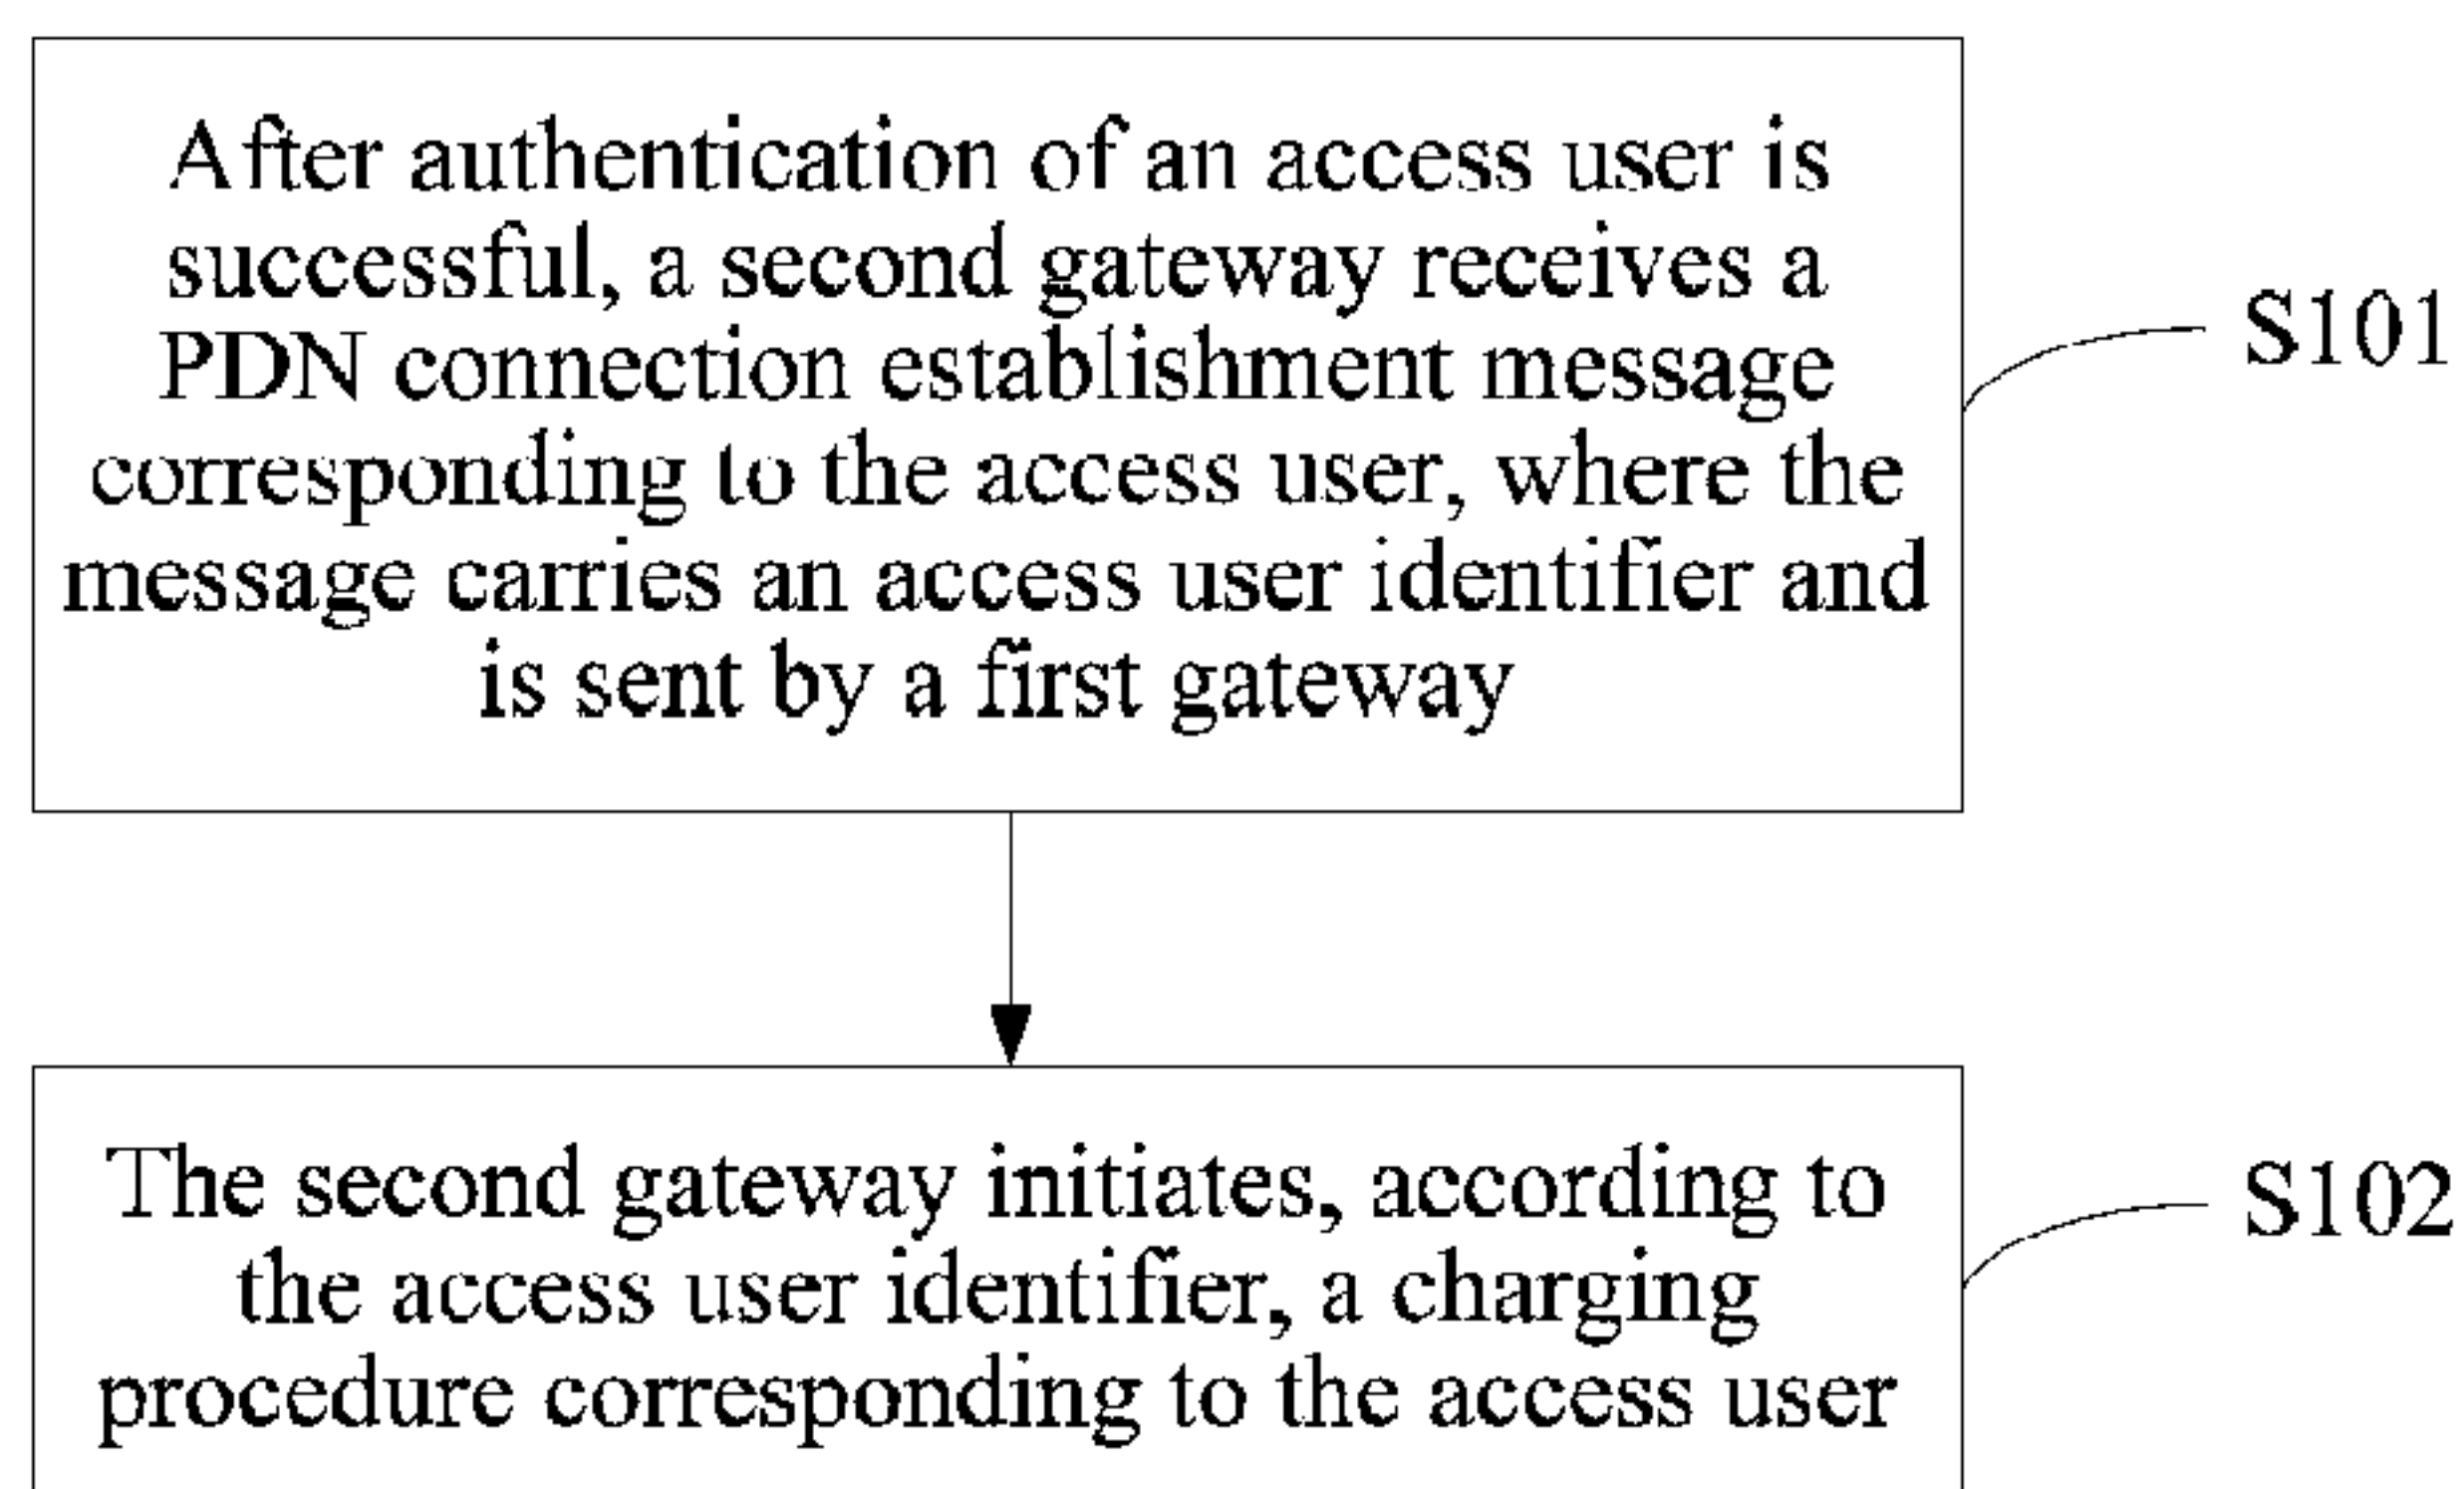 After authentication of an access user is
successful, a second gateway receives a
PDN connection establishment message
corresponding to the access user, where the
message carries an access user identifier and
is sent by a first gateway
S101
The second gateway initiates, according to
the access user identifier, a charging
procedure corresponding to the access user
S102